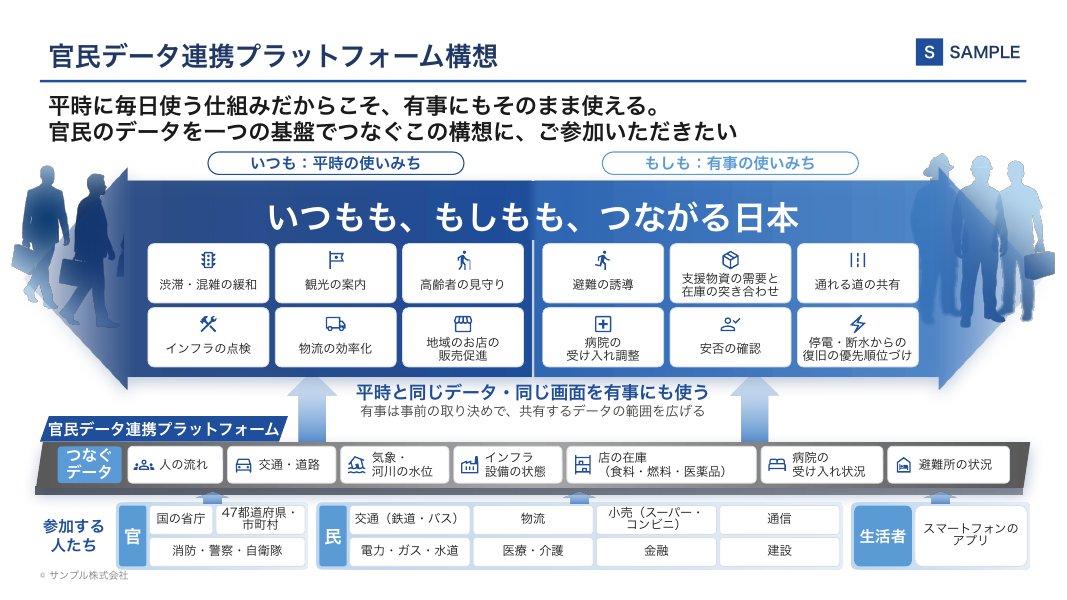 官民データ連携プラットフォーム構想
S SAMPLE
平時に毎日使う仕組みだからこそ、有事にもそのまま使える。
官民のデータを一つの基盤でつなぐこの構想に、ご参加いただきたい
いつも：平時の使いみち
もしも：有事の使いみち
いつもも、もしもも、つながる日本
渋滞・混雑の緩和
観光の案内
高齢者の見守り
避難の誘導
支援物資の需要と
在庫の突き合わせ
通れる道の共有
インフラの点検
物流の効率化
地域のお店の
販売促進
病院の
受け入れ調整
安否の確認
停電・断水からの
復旧の優先順位づけ
平時と同じデータ・同じ画面を有事にも使う
有事は事前の取り決めで、共有するデータの範囲を広げる
官民データ連携プラットフォーム
つなぐ
データ
人の流れ
交通・道路
気象・
河川の水位
インフラ
設備の状態
店の在庫
（食料・燃料・医薬品）
病院の
受け入れ状況
避難所の状況
参加する
人たち
官
国の省庁
47都道府県・
市町村
消防・警察・自衛隊
民
交通（鉄道・バス）
物流
小売（スーパー・
コンビニ）
通信
電力・ガス・水道
医療・介護
金融
建設
生活者
スマートフォンの
アプリ
© サンプル株式会社